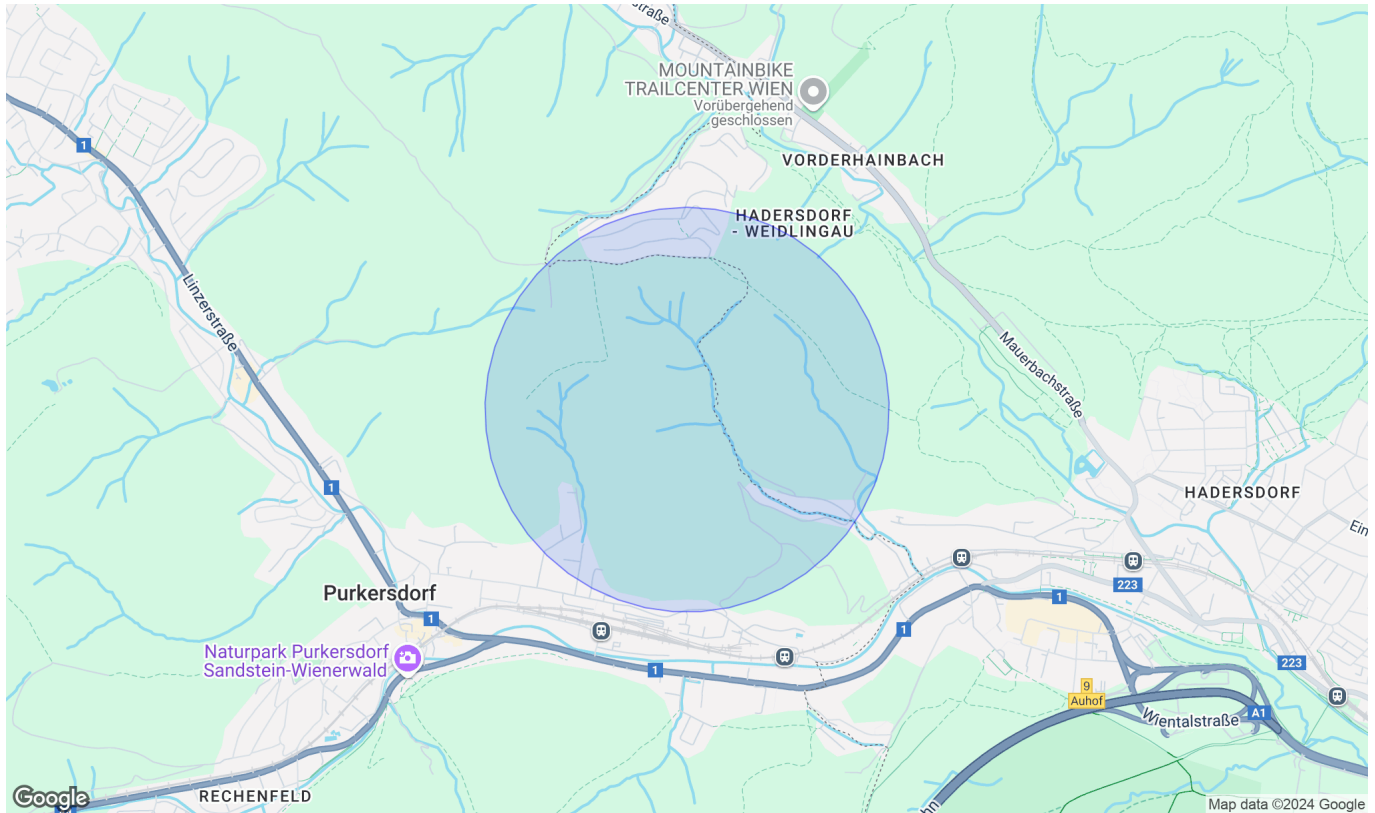 straße
MOUNTAINBIKE
TRAILCENTER WIEN
Vorübergehend
geschlossen
1
VORDERHAINBACH
HADERSDORF
- WEIDLINGAU
Linzerstraße
Mauerbachstraße
1
HADERSDORF
Ein
Purkersdorf
1
223
1
1
Naturpark Purkersdorf
Sandstein-Wienerwald
1
223
9
Auhof
Wientalstraße
A1
RECHENFELD
Google
hn
Map data ©2024 Google